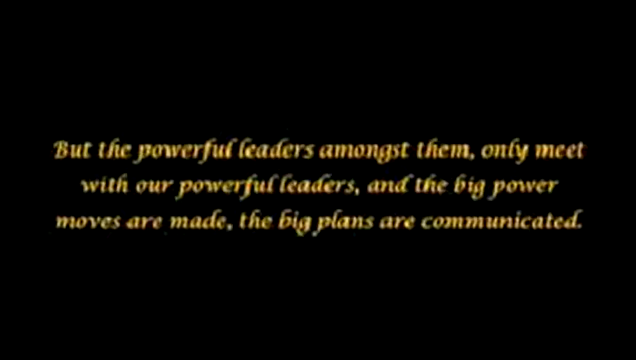 But the powerful leaders amongst them, only meet
with our powerful leaders, and the big power
moves are made, the big plans are communicated.